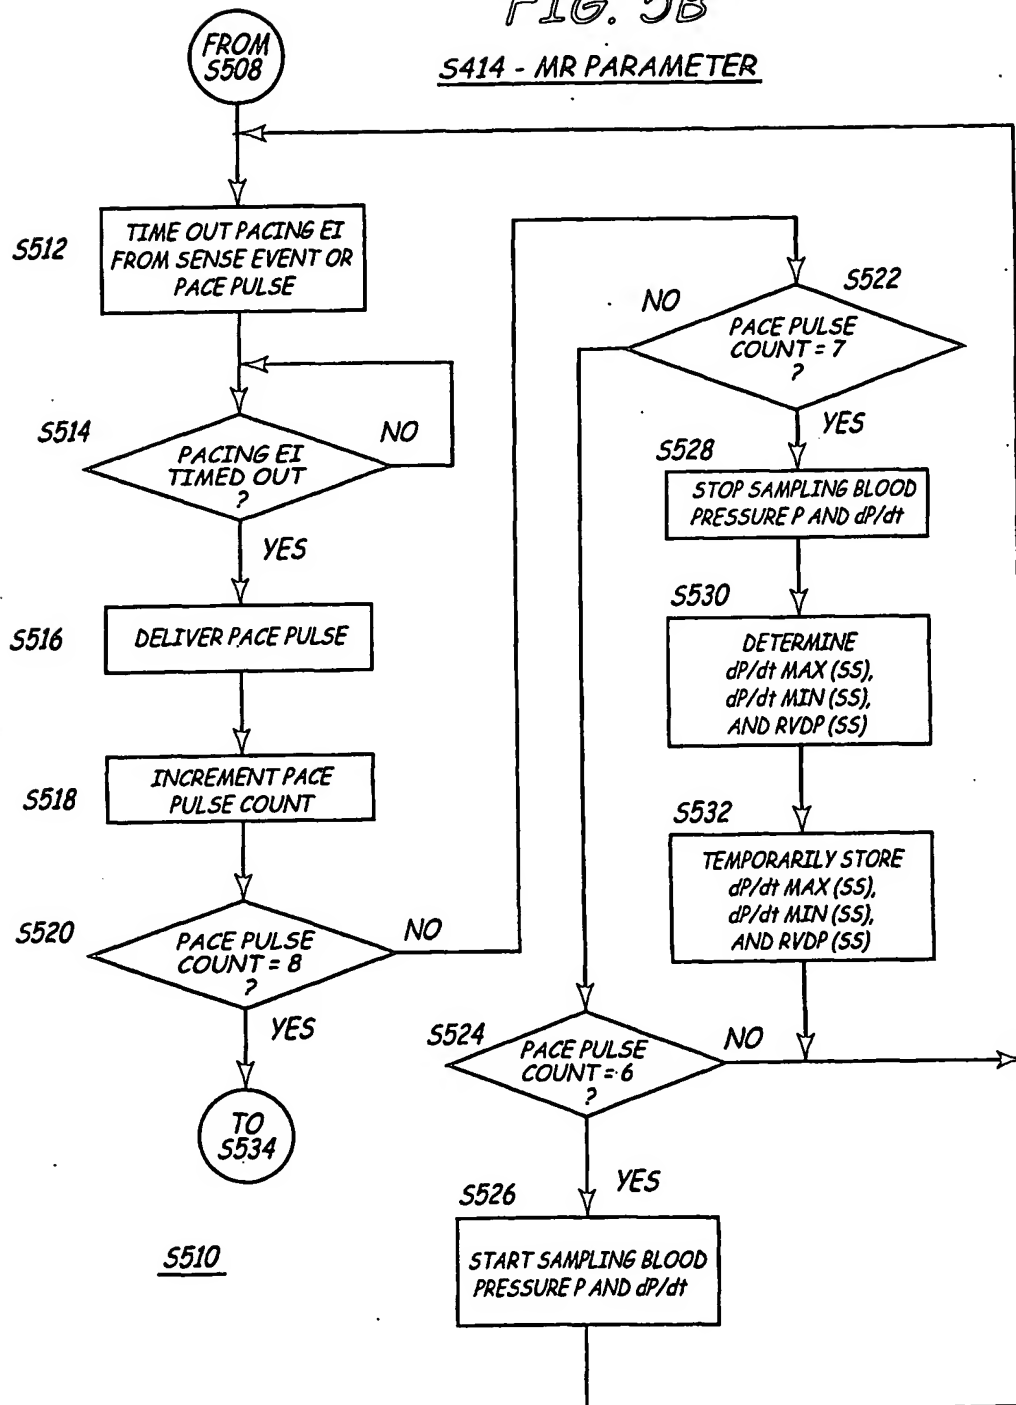 FIG. 5B
S414 - MR PARAMETER
FROM
S508
S512
TIME OUT PACING EI
FROM SENSE EVENT OR
PACE PULSE
S514
PACING EI
TIMED OUT
?
NO
YES
S516
DELIVER PACE PULSE
S518
INCREMENT PACE
PULSE COUNT
S520
PACE PULSE
COUNT = 8
?
NO
YES
TO
S534
S510
S522
NO
PACE PULSE
COUNT = 7
?
YES
S528
STOP SAMPLING BLOOD
PRESSURE P AND dP/dt
S530
DETERMINE
dP/dt MAX (SS),
dP/dt MIN (SS),
AND RVDP (SS)
S532
TEMPORARILY STORE
dP/dt MAX (SS),
dP/dt MIN (SS),
AND RVDP (SS)
S524
PACE PULSE
COUNT = 6
?
NO
YES
S526
START SAMPLING BLOOD
PRESSURE P AND dP/dt